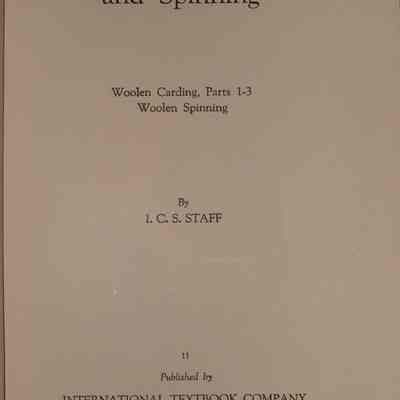 and Spinning
Woolen Carding, Parts 1-3
Woolen Spinning
By
I. C. S. STAFF
11
Published by
INTERNATIONAL TEXTBOOK COMPANY